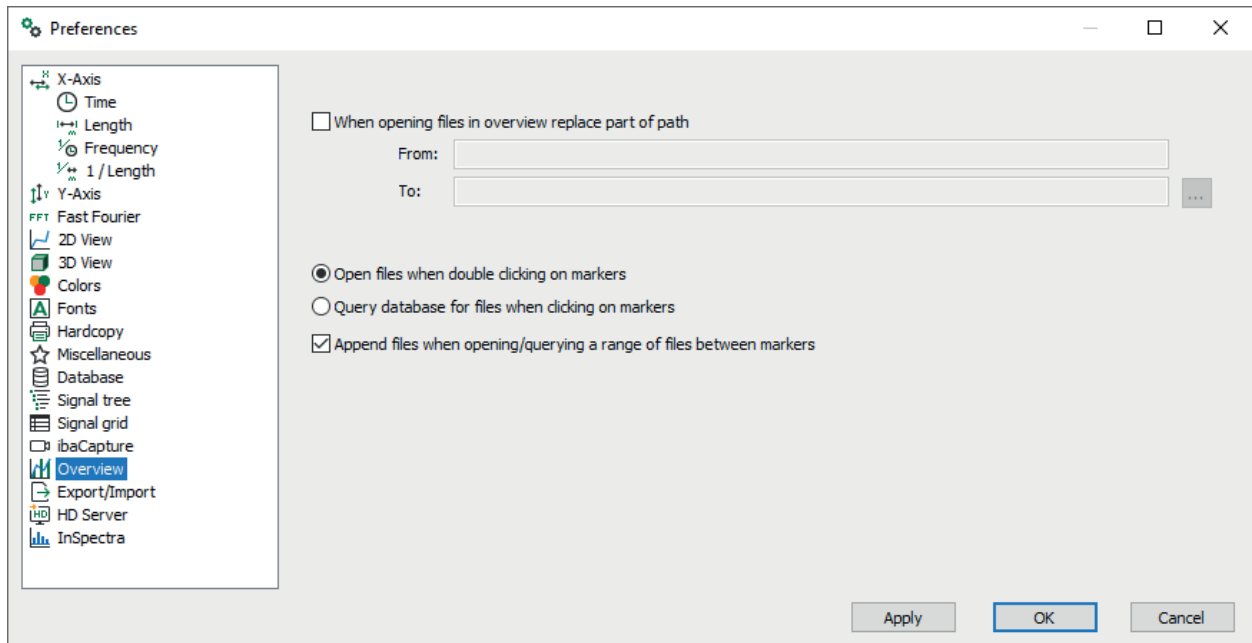 Preferences
X-Axis
Time
Length
Frequency
1 / Length
Y-Axis
FFT Fast Fourier
2D View
3D View
Colors
A Fonts
Hardcopy
Miscellaneous
Database
Signal tree
Signal grid
ibaCapture
Overview
Export/Import
HD HD Server
InSpectra
When opening files in overview replace part of path
From:
To:
...
Open files when double clicking on markers
Query database for files when clicking on markers
Append files when opening/querying a range of files between markers
Apply
OK
Cancel